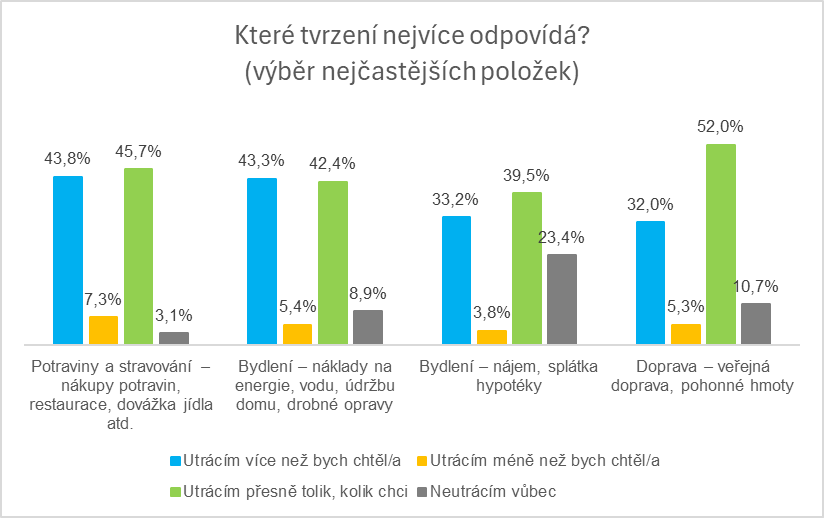 Které tvrzení nejvíce odpovídá?
(výběr nejčastějších položek)
43,8%
7,3%
45,7%
3,1%
43,3%
5,4%
42,4%
8,9%
33,2%
3,8%
39,5%
23,4%
32,0%
5,3%
52,0%
10,7%
Potraviny a stravování –
nákupy potravin,
restaurace, dovážka jídla
atd.
Bydlení – náklady na
energie, vodu, údržbu
domu, drobné opravy
Bydlení – nájem, splátka
hypotéky
Doprava – veřejná
doprava, pohonné hmoty
Utrácím více než bych chtěl/a
Utrácím méně než bych chtěl/a
Utrácím přesně tolik, kolik chci
Neutrácím vůbec